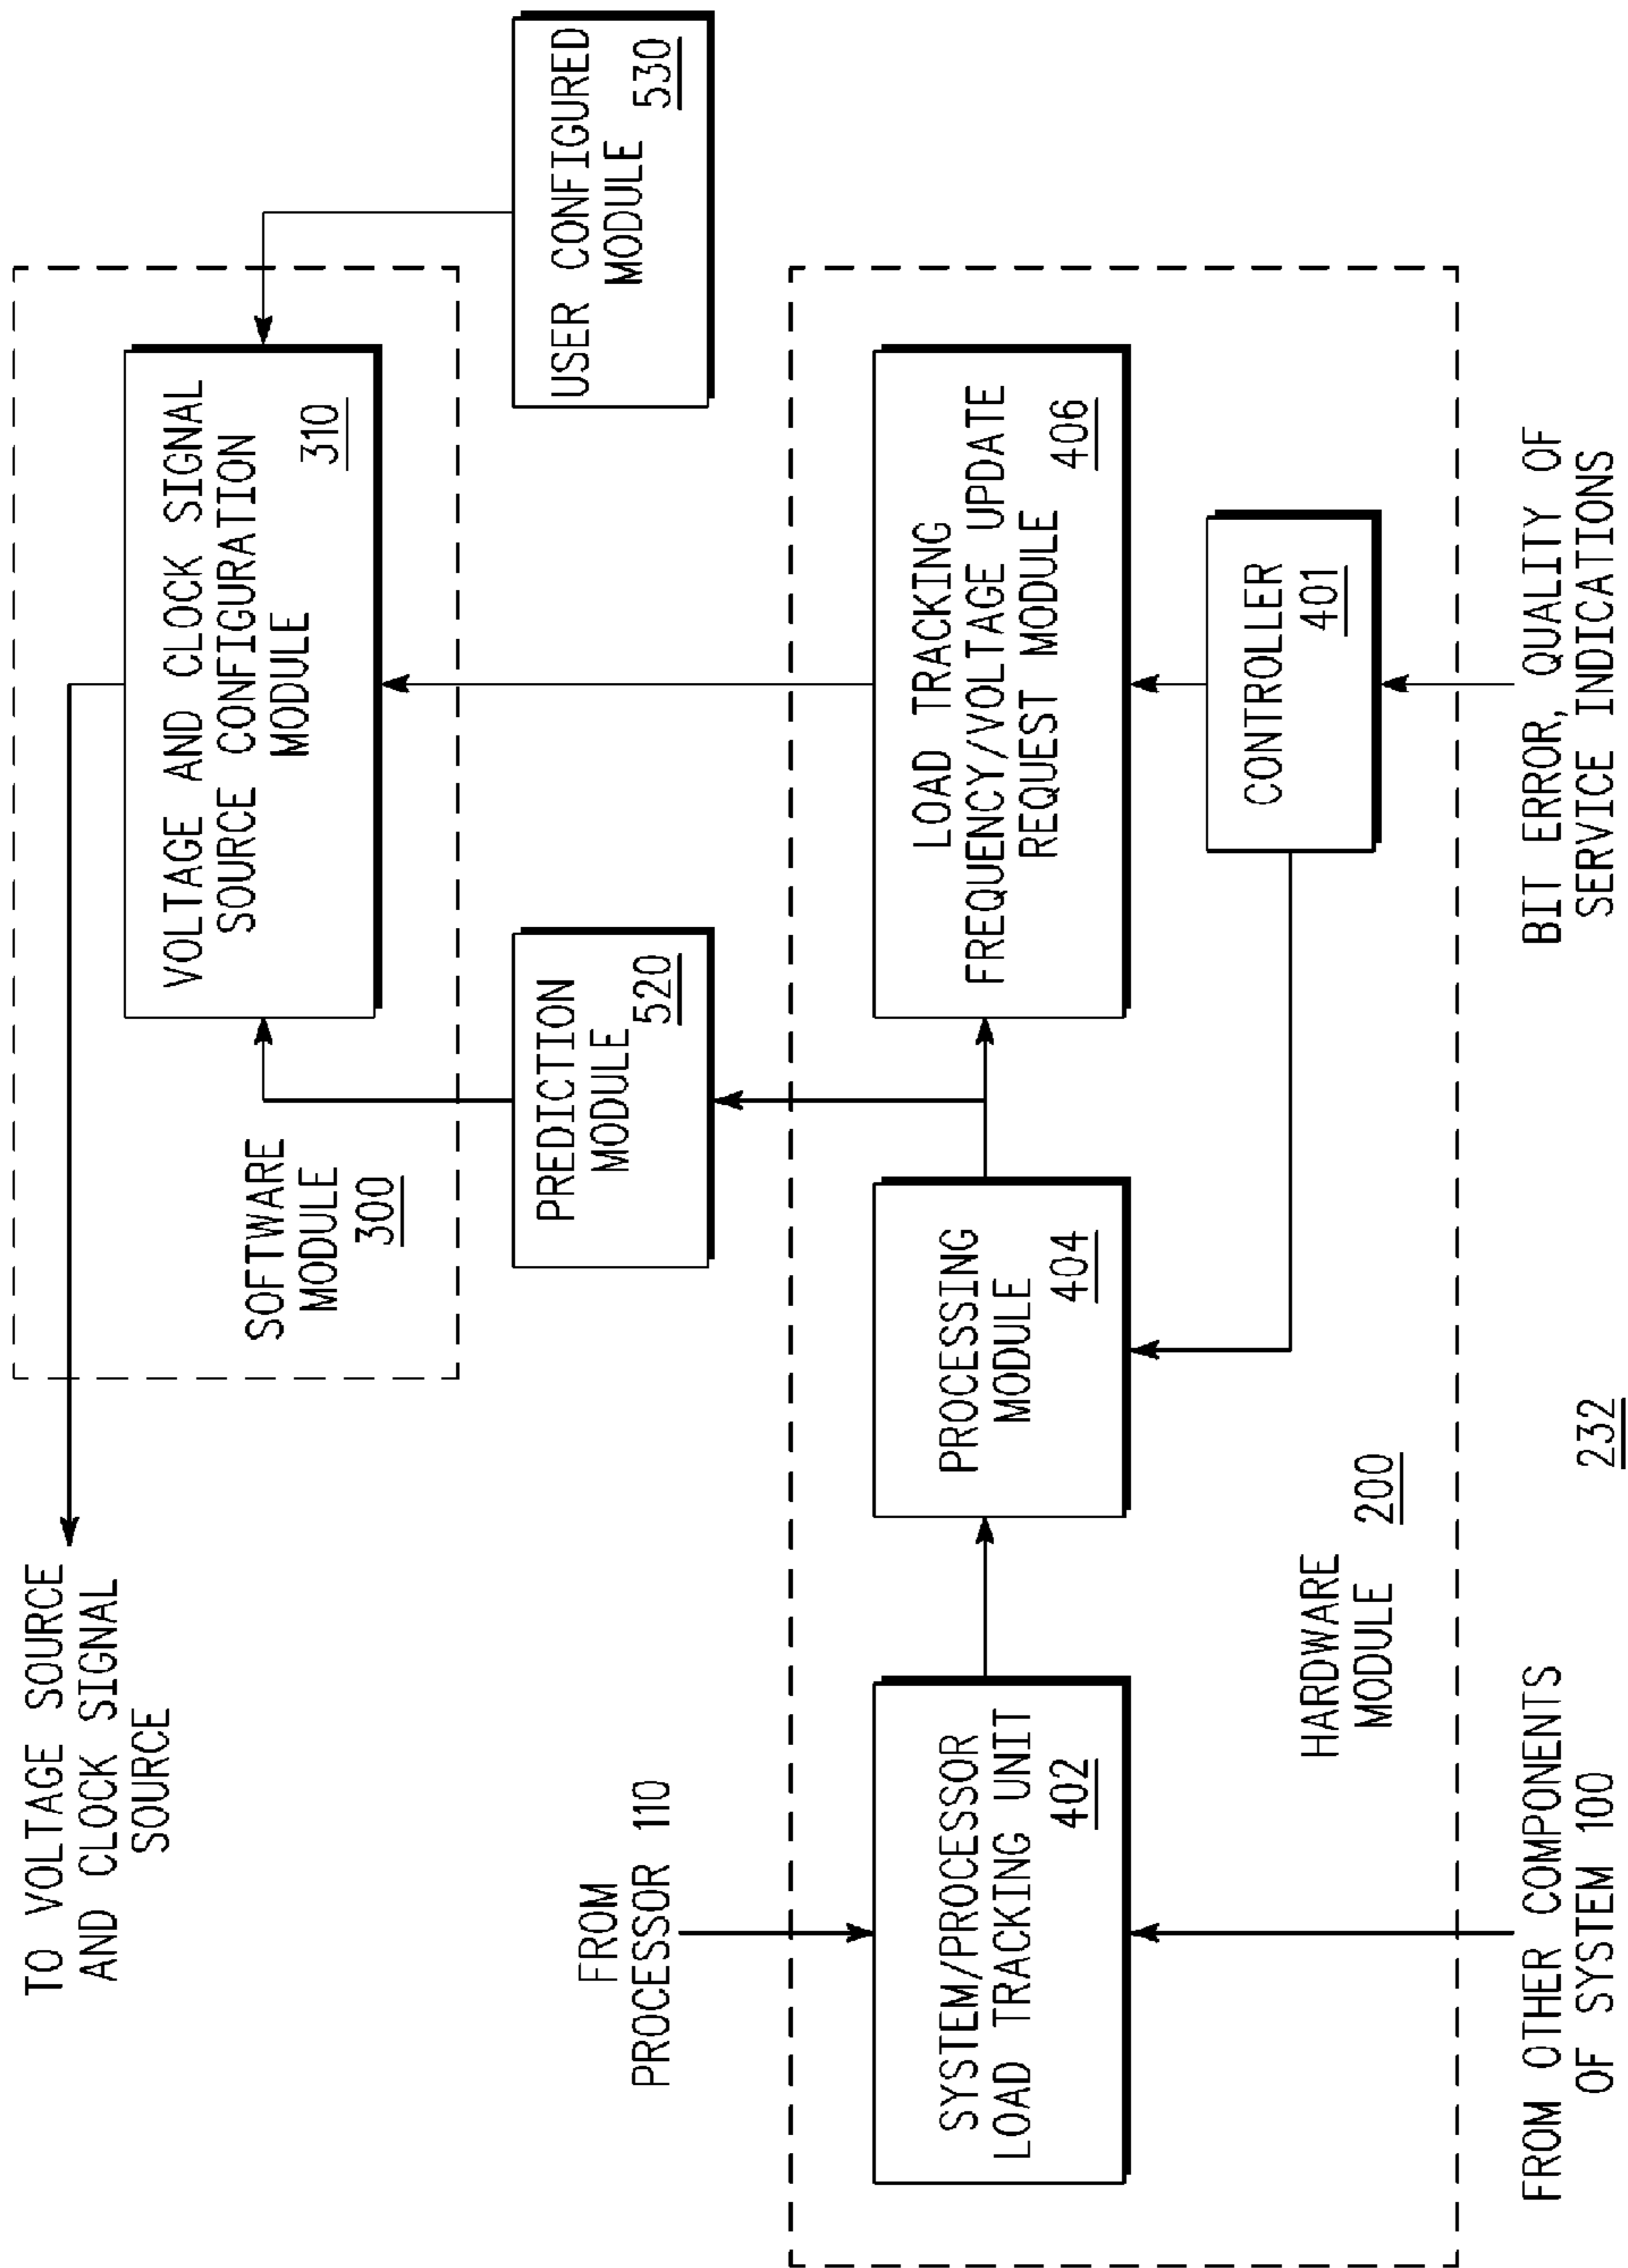 TO VOLTAGE SOURCE
AND CLOCK SIGNAL
SOURCE
VOLTAGE AND CLOCK SIGNAL
SOURCE CONFIGURATION
MODULE
310
SOFTWARE
MODULE
300
FROM
PROCESSOR 110
PREDICTION
MODULE
520
USER CONFIGURED
MODULE
530
SYSTEM/PROCESSOR
LOAD TRACKING UNIT
402
PROCESSING
MODULE
404
LOAD TRACKING
FREQUENCY/VOLTAGE UPDATE
REQUEST MODULE
406
CONTROLLER
401
HARDWARE
MODULE 200
FROM OTHER COMPONENTS
OF SYSTEM 100
232
BIT ERROR, QUALITY OF
SERVICE INDICATIONS